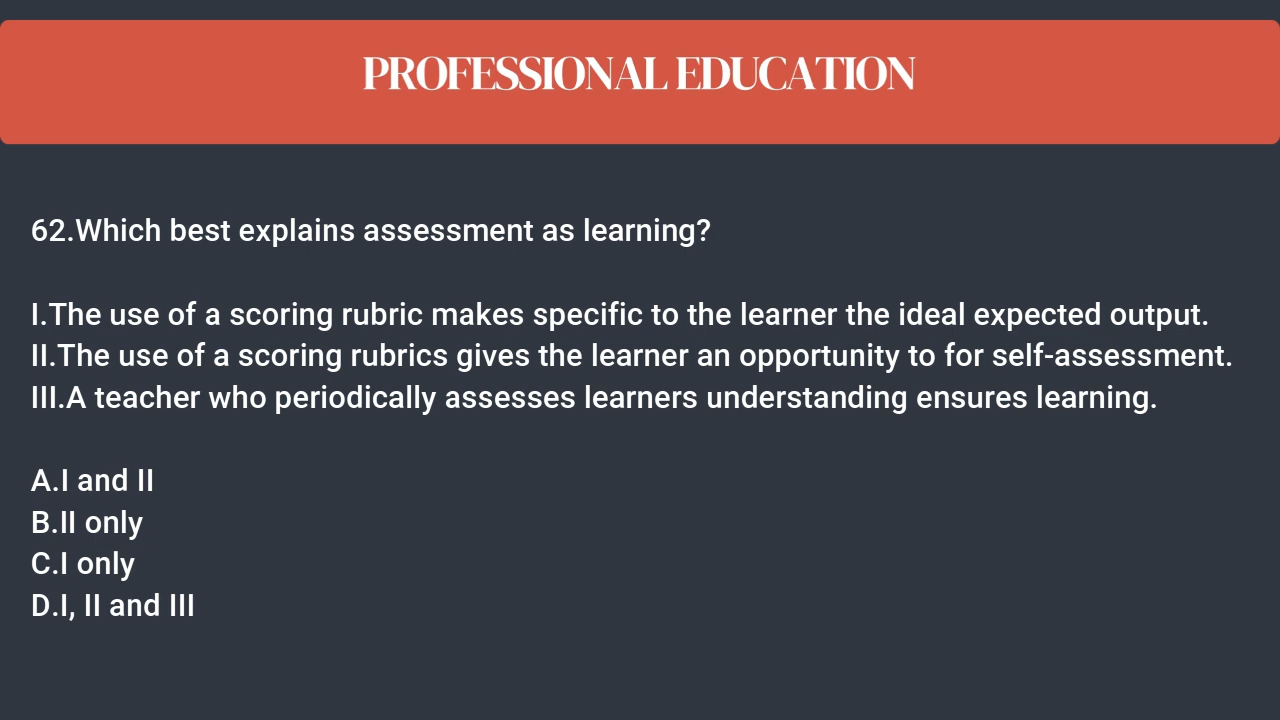 PROFESSIONAL EDUCATION
62.Which best explains assessment as learning?
I.The use of a scoring rubric makes specific to the learner the ideal expected output.
II.The use of a scoring rubrics gives the learner an opportunity to for self-assessment.
III.A teacher who periodically assesses learners understanding ensures learning.
A.I and II
B.II only
C.I only
D.I, II and III